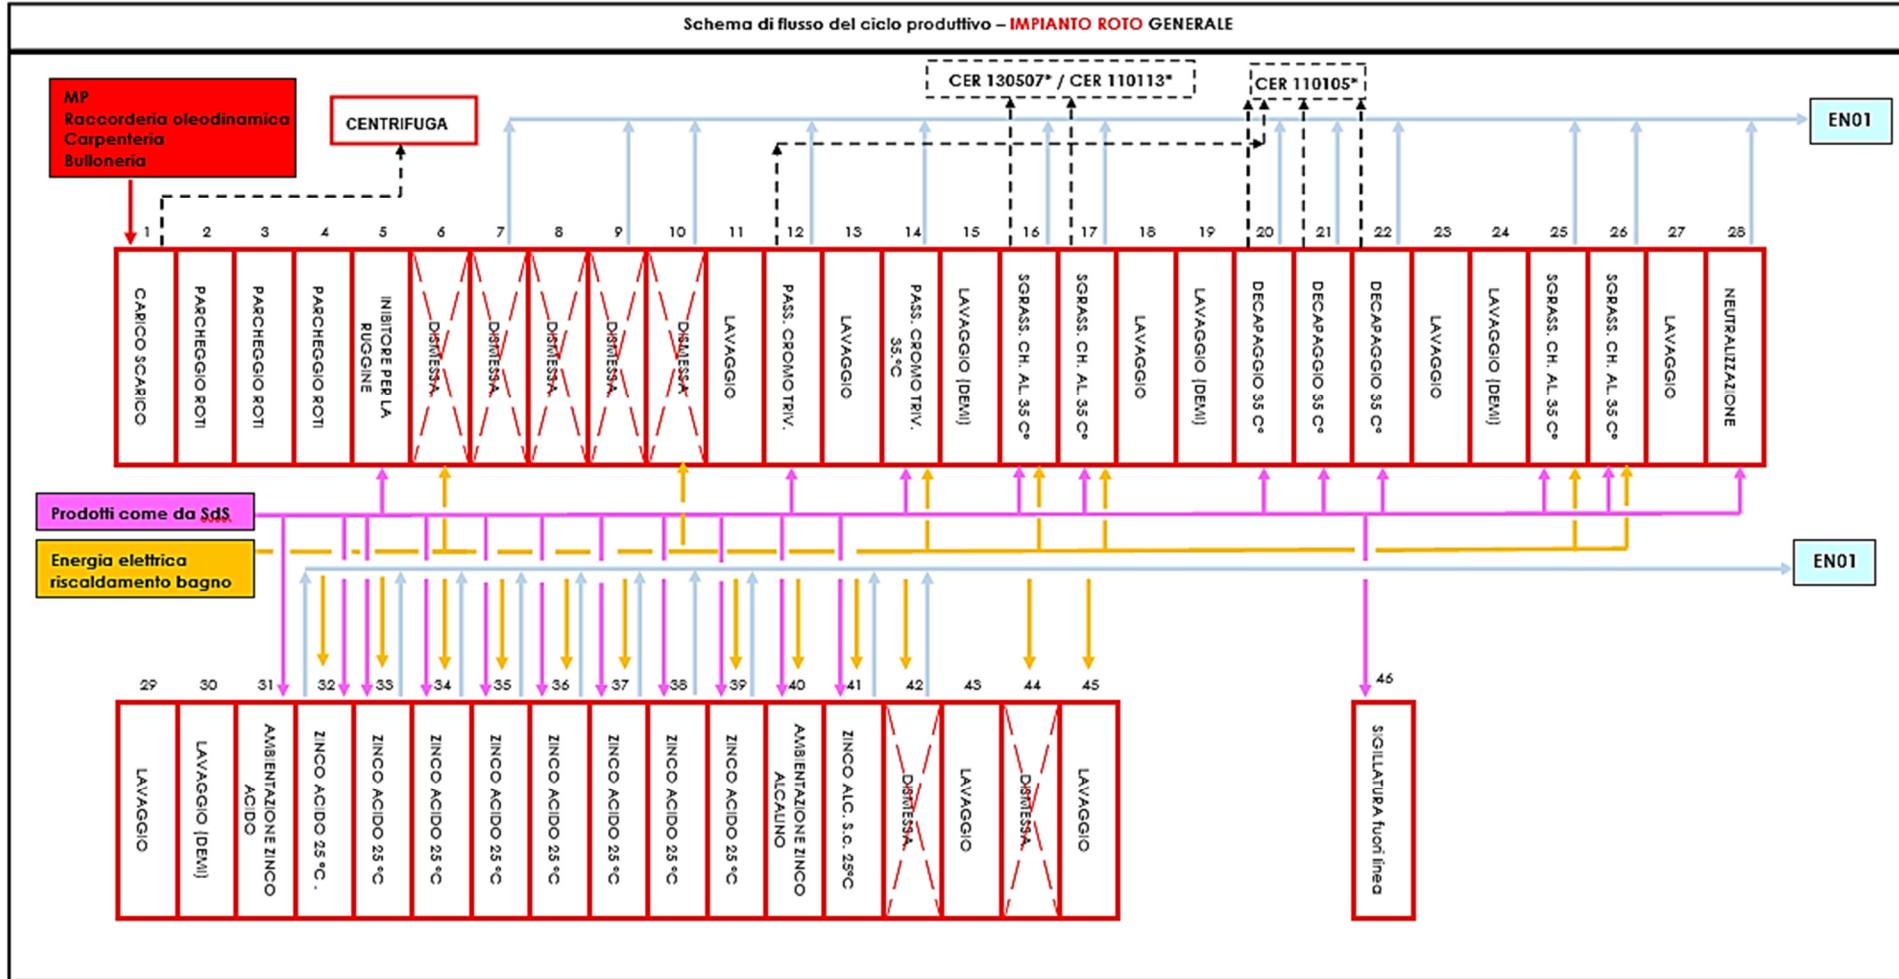 Schema di flusso del ciclo produttivo – IMPIANTO ROTO GENERALE
MP
Raccorderia oleodinamica
Carpenteria
Bulloneria
CENTRIFUGA
CER 130507* / CER 110113*
CER 110105*
EN01
1 2 3 4 5 6 7 8 9 10 11 12 13 14 15 16 17 18 19 20 21 22 23 24 25 26 27 28
CARICO SCARICO
PARCHEGGIO ROTI
PARCHEGGIO ROTI
PARCHEGGIO ROTI
INIBITORE PER LA
RUGGINE
DISMESSA
DISMESSA
DISMESSA
DISMESSA
DISMESSA
LAVAGGIO
PASS. CROMO TRIV.
LAVAGGIO
PASS. CROMO TRIV.
35.°C
LAVAGGIO (DEMI)
SGRASS. CH. AL. 35 C°
SGRASS. CH. AL. 35 C°
LAVAGGIO
LAVAGGIO (DEMI)
DECAPAGGIO 35 C°
DECAPAGGIO 35 C°
DECAPAGGIO 35 C°
LAVAGGIO
LAVAGGIO (DEMI)
SGRASS. CH. AL. 35 C°
SGRASS. CH. AL. 35 C°
LAVAGGIO
NEUTRALIZZAZIONE
Prodotti come da SdS
Energia elettrica
riscaldamento bagno
EN01
29 30 31 32 33 34 35 36 37 38 39 40 41 42 43 44 45 46
LAVAGGIO
LAVAGGIO (DEMI)
AMBIENTAZIONE ZINCO
ACIDO
ZINCO ACIDO 25 °C .
ZINCO ACIDO 25 °C
ZINCO ACIDO 25 °C
ZINCO ACIDO 25 °C
ZINCO ACIDO 25 °C
ZINCO ACIDO 25 °C
ZINCO ACIDO 25 °C
ZINCO ACIDO 25 °C
AMBIENTAZIONE ZINCO
ALCALINO
ZINCO ALC. S.c. 25°C
DISMESSA
LAVAGGIO
DISMESSA
LAVAGGIO
SIGILLATURA fuori linea